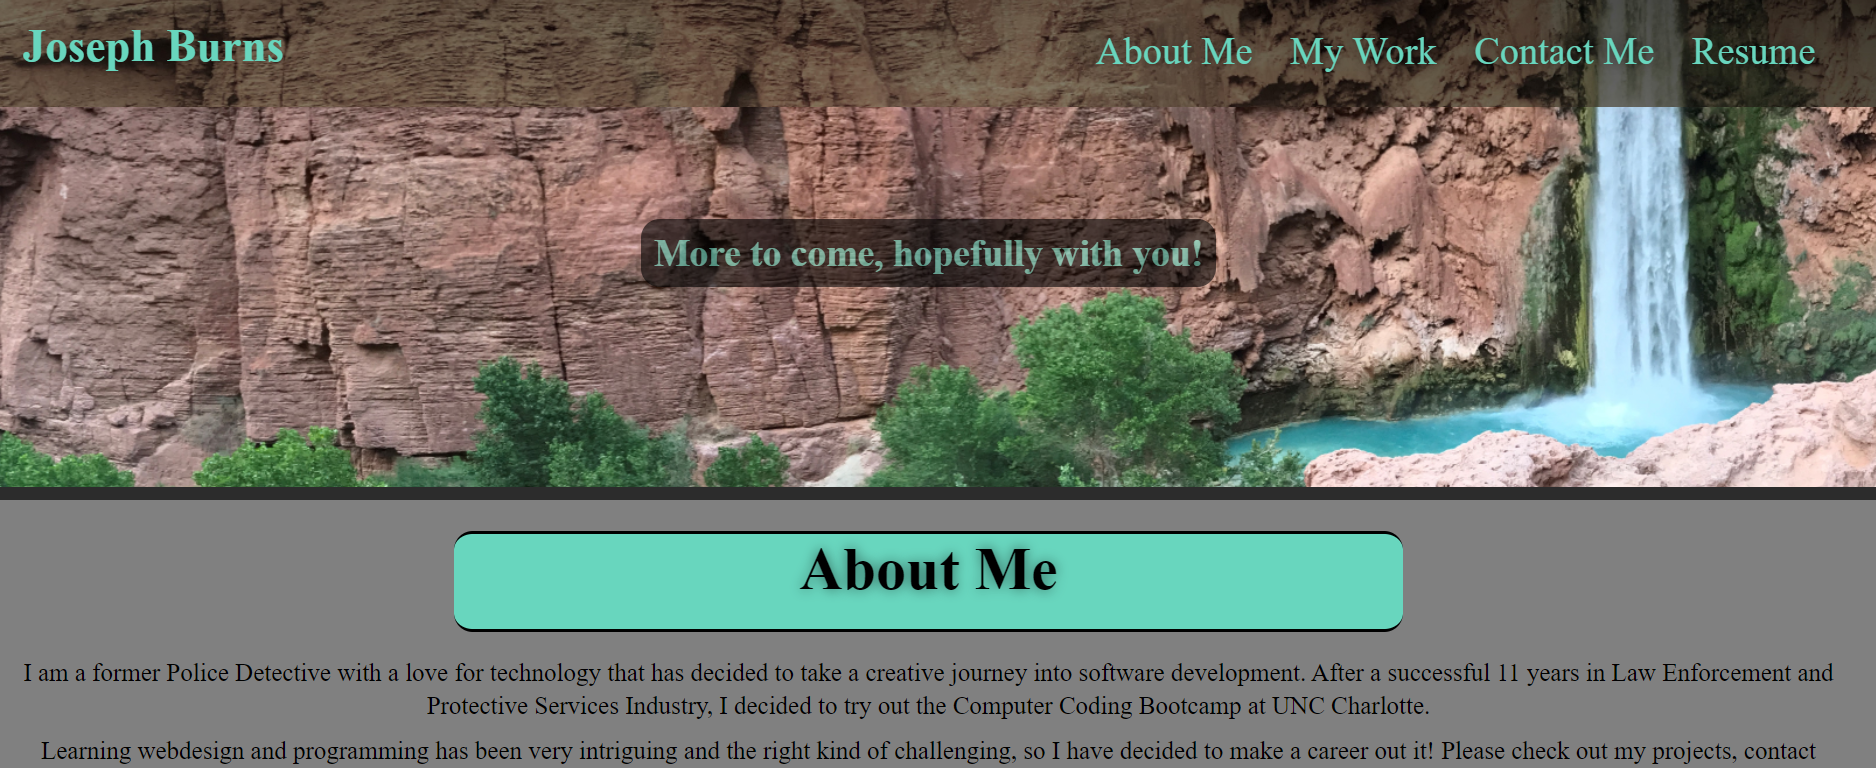 Joseph Burns
About Me My Work Contact Me Resume
More to come, hopefully with you!
About Me
I am a former Police Detective with a love for technology that has decided to take a creative journey into software development. After a successful 11 years in Law Enforcement and
Protective Services Industry, I decided to try out the Computer Coding Bootcamp at UNC Charlotte.
Learning webdesign and programming has been very intriguing and the right kind of challenging, so I have decided to make a career out it! Please check out my projects, contact